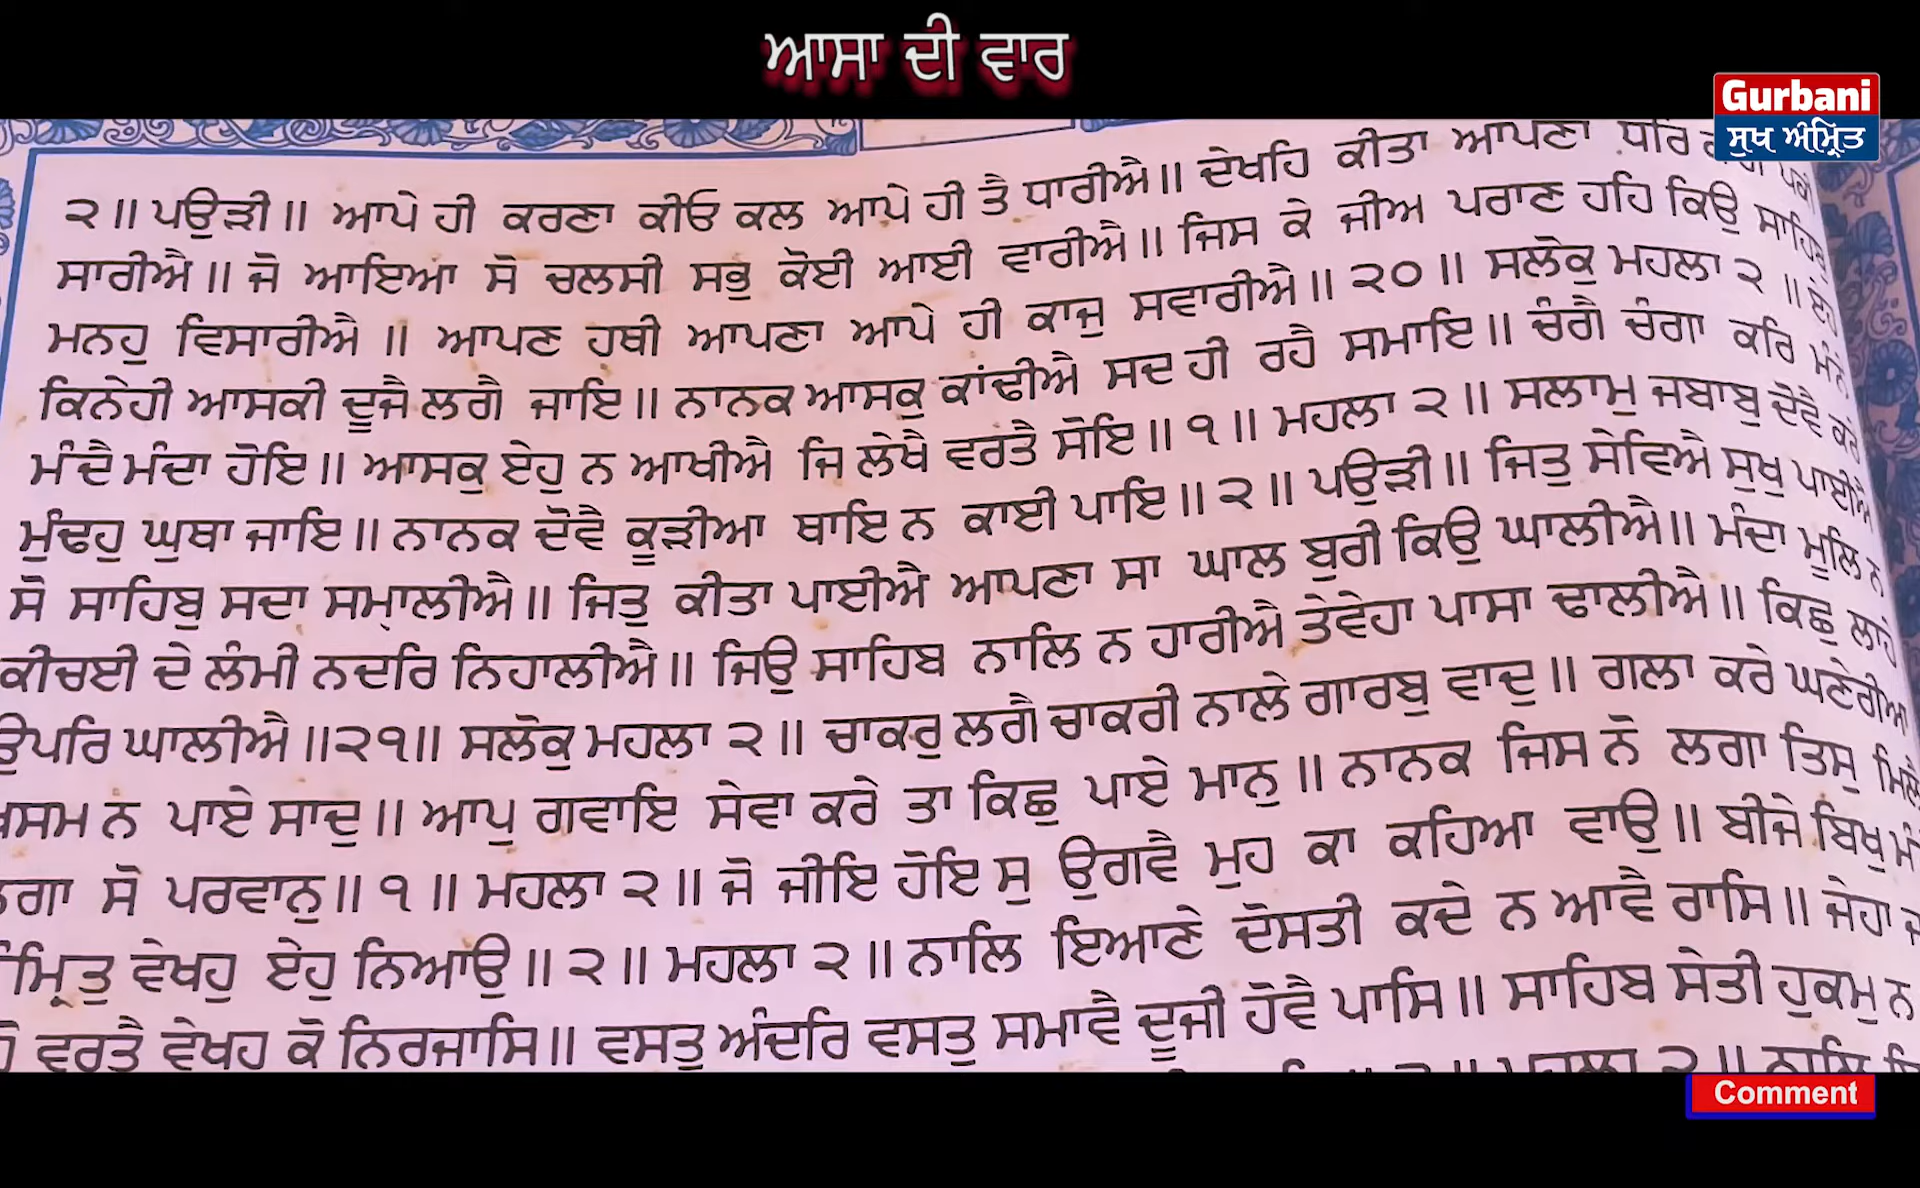 ਆਸਾ ਦੀ ਵਾਰ
Gurbani
ਸੁਖ ਅੰਮ੍ਰਿਤ
੨॥ ਪਉੜੀ॥ ਆਪੇ ਹੀ ਕਰਣਾ ਕੀਓ ਕਲ ਆਪੇ ਹੀ ਤੈ ਧਾਰੀਐ॥ ਦੇਖਹਿ ਕੀਤਾ ਆਪਣਾ ਧਰਿ
ਸਾਰੀਐ॥ ਜੋ ਆਇਆ ਸੋ ਚਲਸੀ ਸਭੁ ਕੋਈ ਆਈ ਵਾਰੀਐ॥ ਜਿਸ ਕੇ ਜੀਅ ਪਰਾਣ ਹਹਿ ਕਿਉ ਸਾਹਿਬੁ
ਮਨਹੁ ਵਿਸਾਰੀਐ॥ ਆਪਣ ਹਥੀ ਆਪਣਾ ਆਪੇ ਹੀ ਕਾਜੁ ਸਵਾਰੀਐ॥੨੦॥ ਸਲੋਕੁ ਮਹਲਾ ੨॥ ਏਹ
ਕਿਨੇਹੀ ਆਸਕੀ ਦੂਜੈ ਲਗੈ ਜਾਇ॥ ਨਾਨਕ ਆਸਕੁ ਕਾਂਢੀਐ ਸਦ ਹੀ ਰਹੈ ਸਮਾਇ॥ ਚੰਗੈ ਚੰਗਾ ਕਰਿ ਮੰਨੇ
ਮੰਦੈ ਮੰਦਾ ਹੋਇ॥ ਆਸਕੁ ਏਹੁ ਨ ਆਖੀਐ ਜਿ ਲੇਖੈ ਵਰਤੈ ਸੋਇ॥੧॥ ਮਹਲਾ ੨॥ ਸਲਾਮੁ ਜਬਾਬੁ ਦੋਵੈ ਕਰੇ
ਮੁੰਢਹੁ ਘੁਥਾ ਜਾਇ॥ ਨਾਨਕ ਦੋਵੈ ਕੂੜੀਆ ਥਾਇ ਨ ਕਾਈ ਪਾਇ॥੨॥ ਪਉੜੀ॥ ਜਿਤੁ ਸੇਵਿਐ ਸੁਖੁ ਪਾਈਐ
ਸੋ ਸਾਹਿਬੁ ਸਦਾ ਸਮ੍ਹਾਲੀਐ॥ ਜਿਤੁ ਕੀਤਾ ਪਾਈਐ ਆਪਣਾ ਸਾ ਘਾਲ ਬੁਰੀ ਕਿਉ ਘਾਲੀਐ॥ ਮੰਦਾ ਮੂਲਿ ਨ
ਕੀਚਈ ਦੇ ਲੰਮੀ ਨਦਰਿ ਨਿਹਾਲੀਐ॥ ਜਿਉ ਸਾਹਿਬ ਨਾਲਿ ਨ ਹਾਰੀਐ ਤੇਵੇਹਾ ਪਾਸਾ ਢਾਲੀਐ॥ ਕਿਛੁ ਲਾਹੇ
ਉਪਰਿ ਘਾਲੀਐ॥੨੧॥ ਸਲੋਕੁ ਮਹਲਾ ੨॥ ਚਾਕਰੁ ਲਗੈ ਚਾਕਰੀ ਨਾਲੇ ਗਾਰਬੁ ਵਾਦੁ॥ ਗਲਾ ਕਰੇ ਘਣੇਰੀਆ
ਖਸਮ ਨ ਪਾਏ ਸਾਦੁ॥ ਆਪੁ ਗਵਾਇ ਸੇਵਾ ਕਰੇ ਤਾ ਕਿਛੁ ਪਾਏ ਮਾਨੁ॥ ਨਾਨਕ ਜਿਸ ਨੋ ਲਗਾ ਤਿਸੁ ਮਿਲੈ
ਲਗਾ ਸੋ ਪਰਵਾਨੁ॥੧॥ ਮਹਲਾ ੨॥ ਜੋ ਜੀਇ ਹੋਇ ਸੁ ਉਗਵੈ ਮੁਹ ਕਾ ਕਹਿਆ ਵਾਉ॥ ਬੀਜੇ ਬਿਖੁ
ਵੇਖਹੁ ਏਹੁ ਨਿਆਉ॥੨॥ ਮਹਲਾ ੨॥ ਨਾਲਿ ਇਆਣੇ ਦੋਸਤੀ ਕਦੇ ਨ ਆਵੈ ਰਾਸਿ॥ ਜੇਹਾ
ਵਰਤੈ ਵੇਖਹੁ ਕੋ ਨਿਰਜਾਸਿ॥ ਵਸਤੂ ਅੰਦਰਿ ਵਸਤੁ ਸਮਾਵੈ ਦੂਜੀ ਹੋਵੈ ਪਾਸਿ॥ ਸਾਹਿਬ ਸੇਤੀ ਹੁਕਮੁ ਨ
Comment